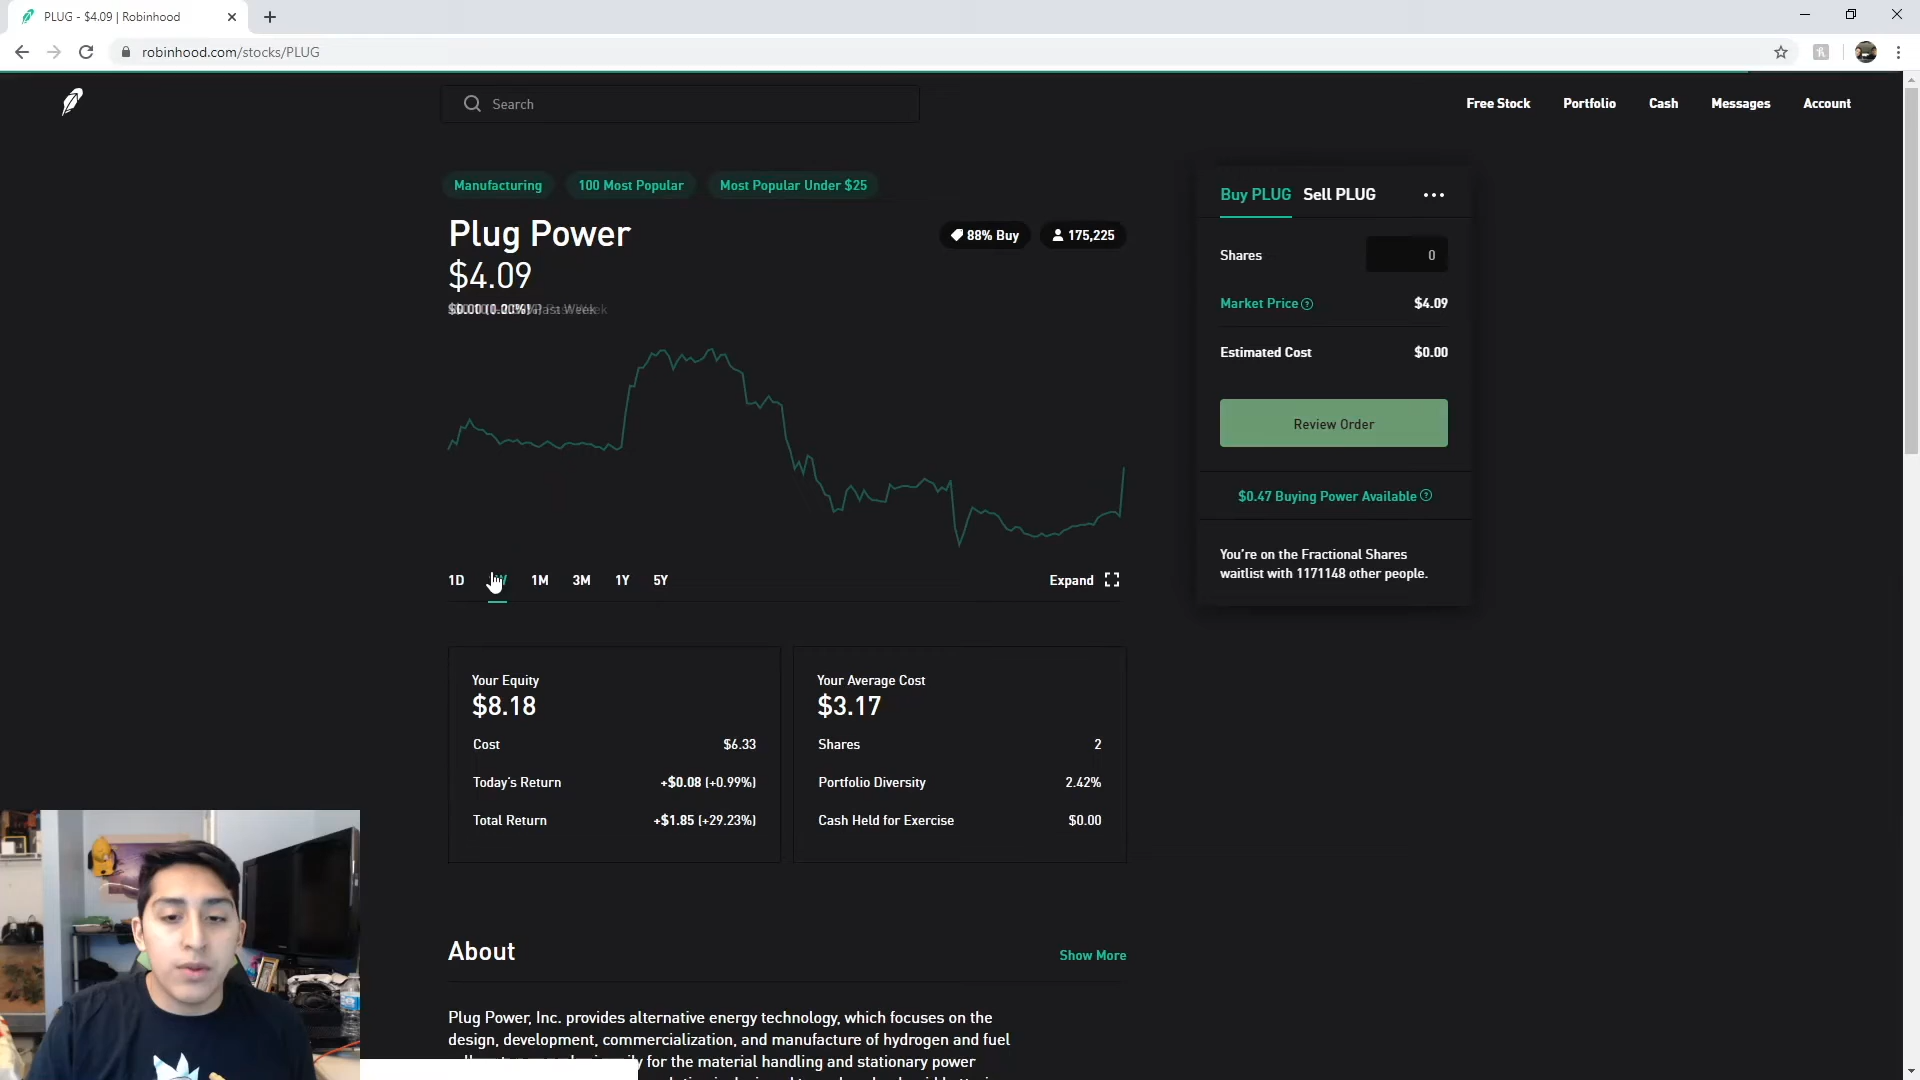 PLUG - $4.09 | Robinhood
robinhood.com/stocks/PLUG
Search
Free Stock Portfolio Cash Messages Account
Manufacturing 100 Most Popular Most Popular Under $25
Plug Power
88% Buy 175,225
$4.09
1D 1M 3M 1Y 5Y
Expand
Your Equity
$8.18
Cost $6.33
Today's Return +$0.08 (+0.99%)
Total Return +$1.85 (+29.23%)
Your Average Cost
$3.17
Shares 2
Portfolio Diversity 2.42%
Cash Held for Exercise $0.00
About
Show More
Plug Power, Inc. provides alternative energy technology, which focuses on the
design, development, commercialization, and manufacture of hydrogen and fuel
for the material handling and stationary power
Buy PLUG Sell PLUG
Shares 0
Market Price $4.09
Estimated Cost $0.00
Review Order
$0.47 Buying Power Available
You're on the Fractional Shares
waitlist with 1171148 other people.